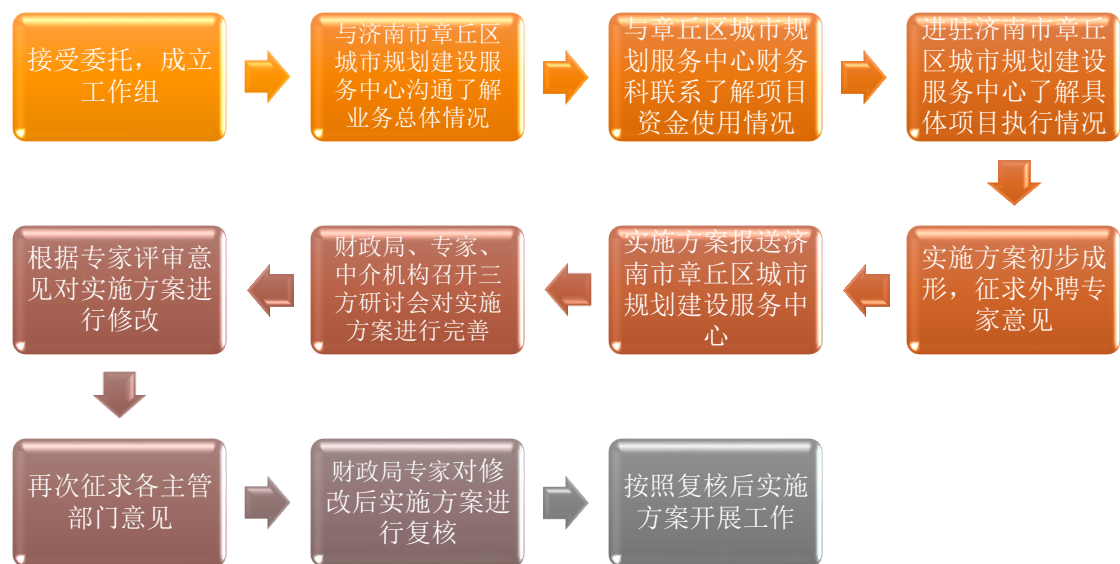 接受委托，成立
工作组
与济南市章丘区
城市规划建设服
务中心沟通了解
业务总体情况
与章丘区城市规
划服务中心财务
科联系了解项目
资金使用情况
进驻济南市章丘
区城市规划建设
服务中心了解具
体项目执行情况
实施方案初步成
形，征求外聘专
家意见
实施方案报送济
南市章丘区城市
规划建设服务中
心
财政局、专家、
中介机构召开三
方研讨会对实施
方案进行完善
根据专家评审意
见对实施方案进
行修改
再次征求各主管
部门意见
财政局专家对修
改后实施方案进
行复核
按照复核后实施
方案开展工作